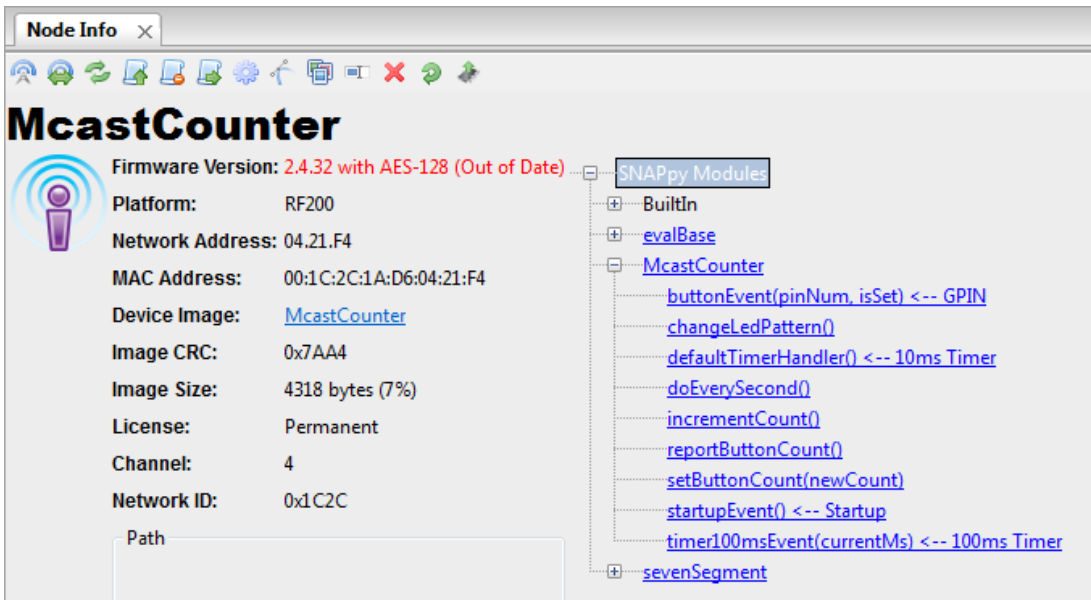 Node Info
McastCounter
Firmware Version: 2.4.32 with AES-128 (Out of Date)
Platform: RF200
Network Address: 04.21.F4
MAC Address: 00:1C:2C:1A:D6:04:21:F4
Device Image: McastCounter
Image CRC: 0x7AA4
Image Size: 4318 bytes (7%)
License: Permanent
Channel: 4
Network ID: 0x1C2C
Path
SNAPpy Modules
BuiltIn
evalBase
McastCounter
buttonEvent(pinNum, isSet) <-- GPIN
changeLedPattern()
defaultTimerHandler() <-- 10ms Timer
doEverySecond()
incrementCount()
reportButtonCount()
setButtonCount(newCount)
startupEvent() <-- Startup
timer100msEvent(currentMs) <-- 100ms Timer
sevenSegment